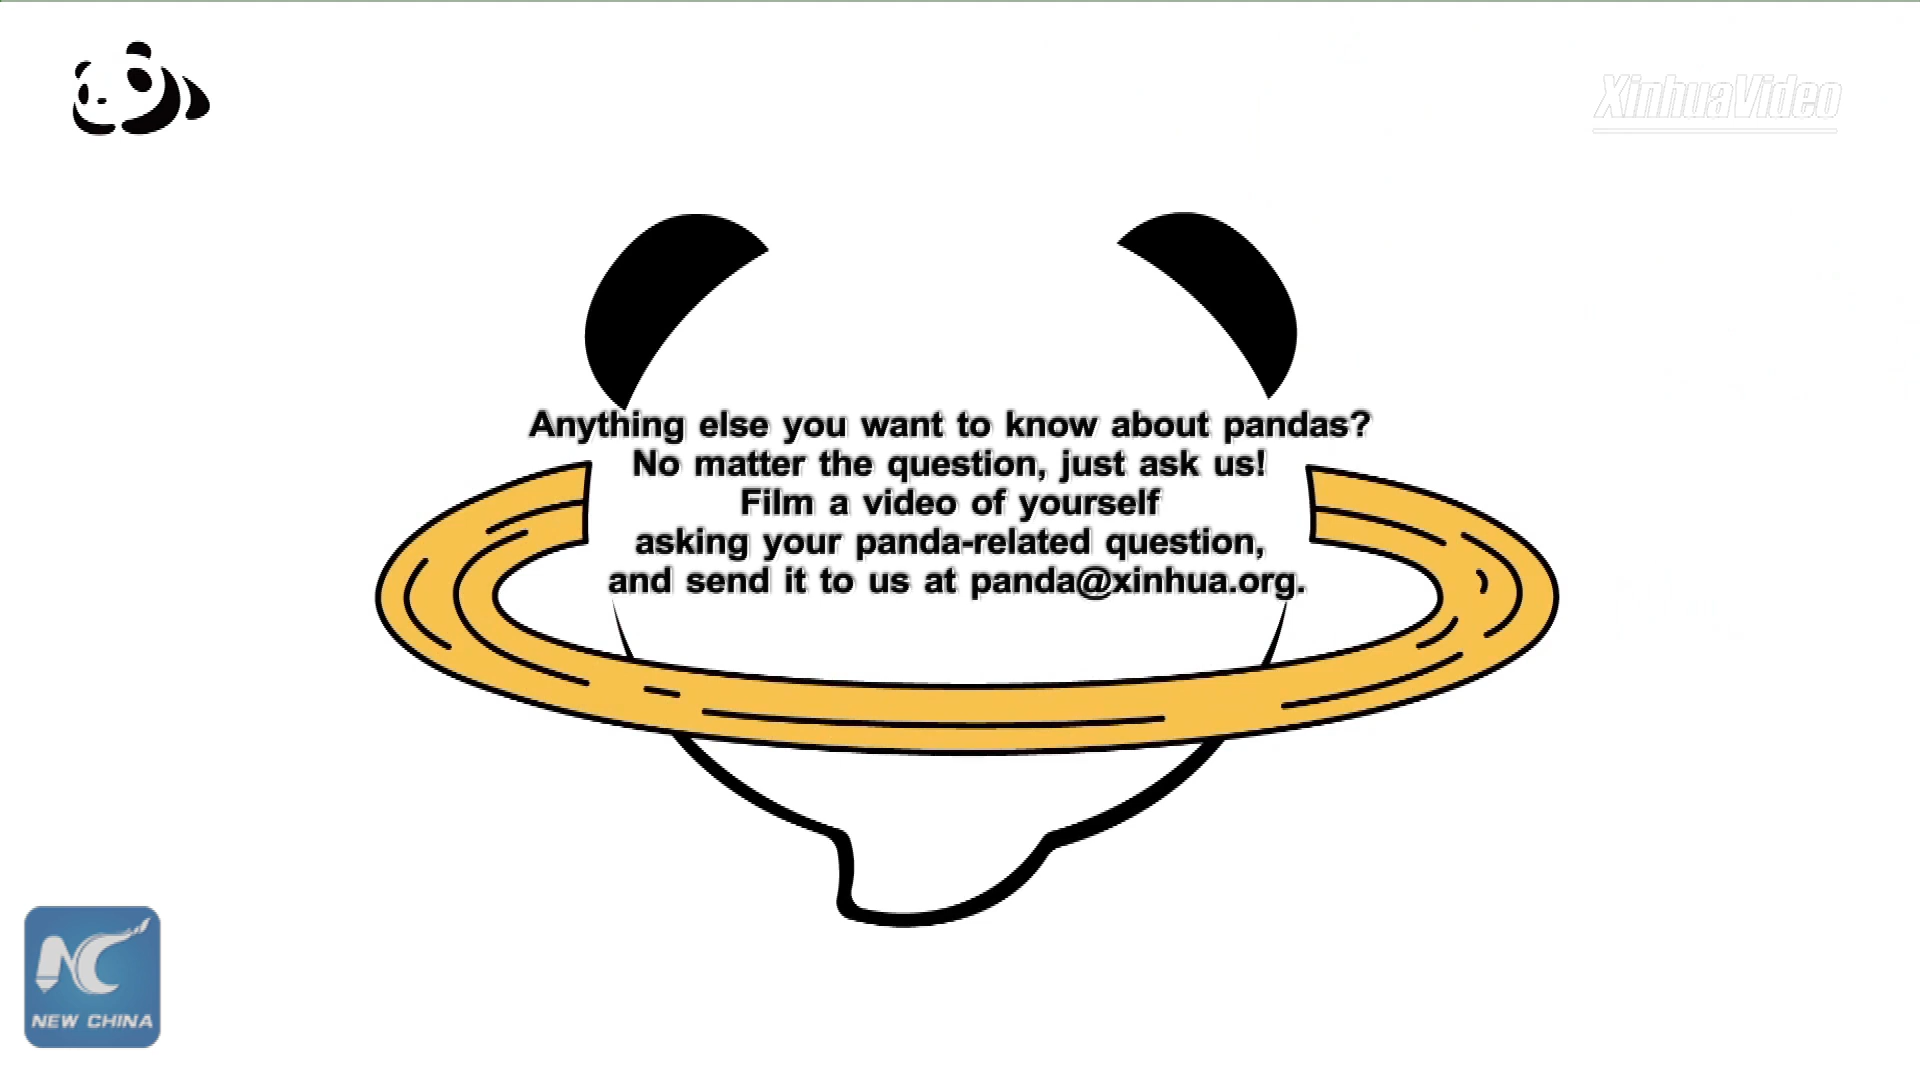 XinhuaVideo
Anything else you want to know about pandas?
No matter the question, just ask us!
Film a video of yourself
asking your panda-related question,
and send it to us at panda@xinhua.org.
NC
NEW CHINA